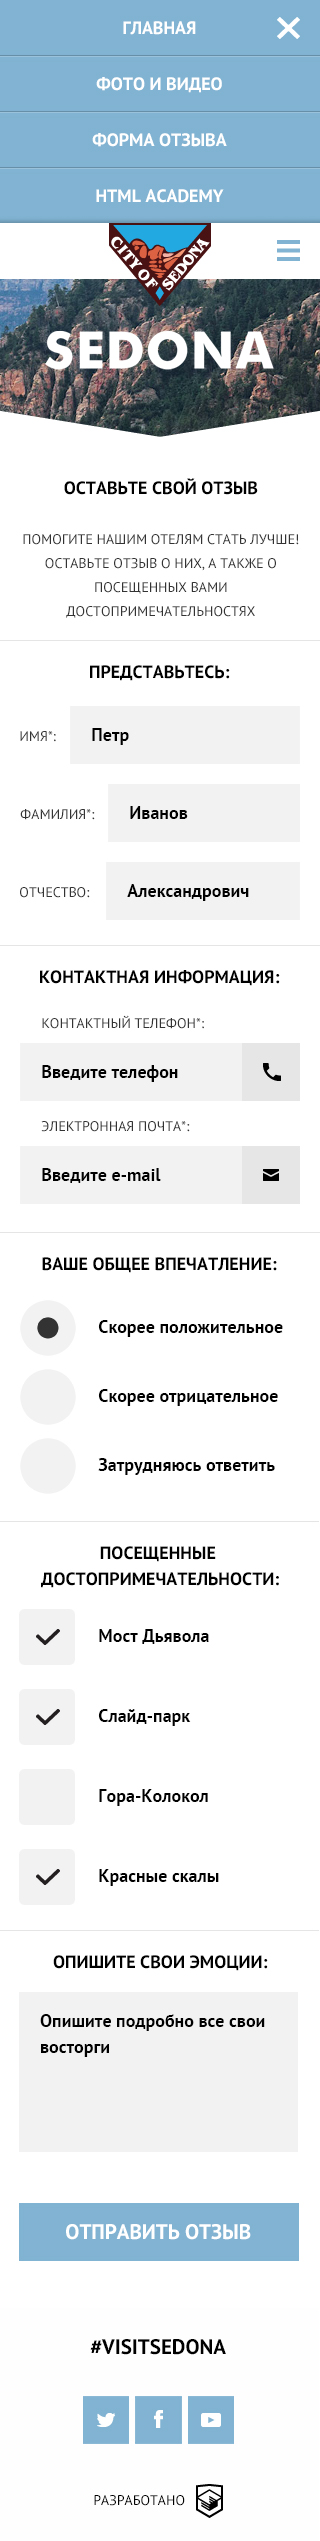 ГЛАВНАЯ
ФОТО И ВИДЕО
ФОРМА ОТЗЫВА
HTML ACADEMY
CITY OF SEDONA
SEDONA
ОСТАВЬТЕ СВОЙ ОТЗЫВ
ПОМОГИТЕ НАШИМ ОТЕЛЯМ СТАТЬ ЛУЧШЕ!
ОСТАВЬТЕ ОТЗЫВ О НИХ, А ТАКЖЕ О
ПОСЕЩЕННЫХ ВАМИ
ДОСТОПРИМЕЧАТЕЛЬНОСТЯХ
ПРЕДСТАВЬТЕСЬ:
ИМЯ*: Петр
ФАМИЛИЯ*: Иванов
ОТЧЕСТВО: Александрович
КОНТАКТНАЯ ИНФОРМАЦИЯ:
КОНТАКТНЫЙ ТЕЛЕФОН*:
Введите телефон
ЭЛЕКТРОННАЯ ПОЧТА*:
Введите e-mail
ВАШЕ ОБЩЕЕ ВПЕЧАТЛЕНИЕ:
Скорее положительное
Скорее отрицательное
Затрудняюсь ответить
ПОСЕЩЕННЫЕ
ДОСТОПРИМЕЧАТЕЛЬНОСТИ:
Мост Дьявола
Слайд-парк
Гора-Колокол
Красные скалы
ОПИШИТЕ СВОИ ЭМОЦИИ:
Опишите подробно все свои
восторги
ОТПРАВИТЬ ОТЗЫВ
#VISITSEDONA
РАЗРАБОТАНО